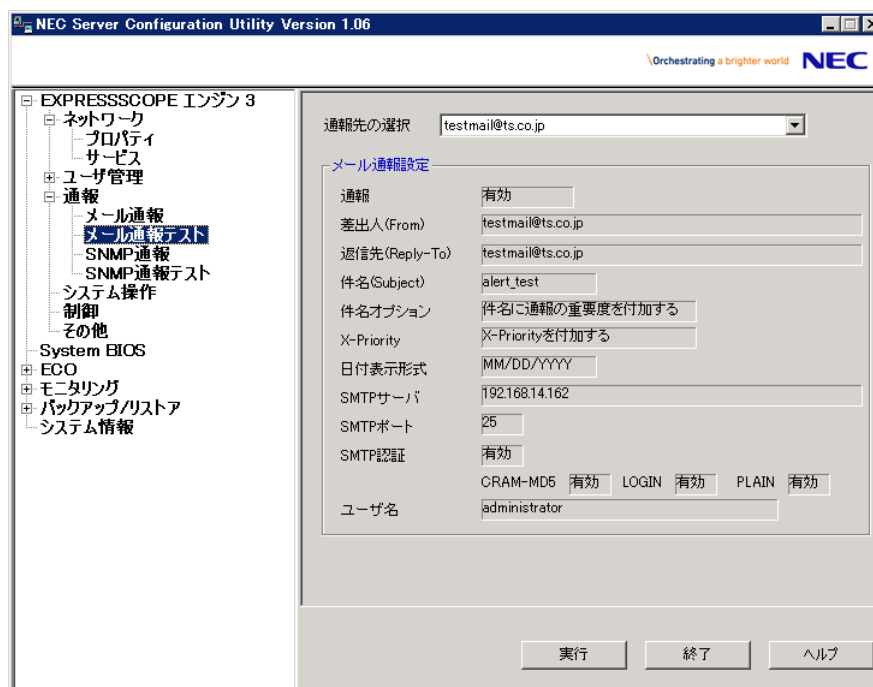 NEC Server Configuration Utility Version 1.06
\Orchestrating a brighter world NEC
EXPRESSSCOPE エンジン 3
ネットワーク
プロパティ
サービス
ユーザ管理
通報
メール通報
メール通報テスト
SNMP通報
SNMP通報テスト
システム操作
制御
その他
System BIOS
ECO
モニタリング
バックアップ/リストア
システム情報
通報先の選択 testmail@ts.co.jp
メール通報設定
通報 有効
差出人(From) testmail@ts.co.jp
返信先(Reply-To) testmail@ts.co.jp
件名(Subject) alert_test
件名オプション 件名に通報の重要度を付加する
X-Priority X-Priorityを付加する
日付表示形式 MM/DD/YYYY
SMTPサーバ 192.168.14.162
SMTPポート 25
SMTP認証 有効
CRAM-MD5 有効 LOGIN 有効 PLAIN 有効
ユーザ名 administrator
実行 終了 ヘルプ